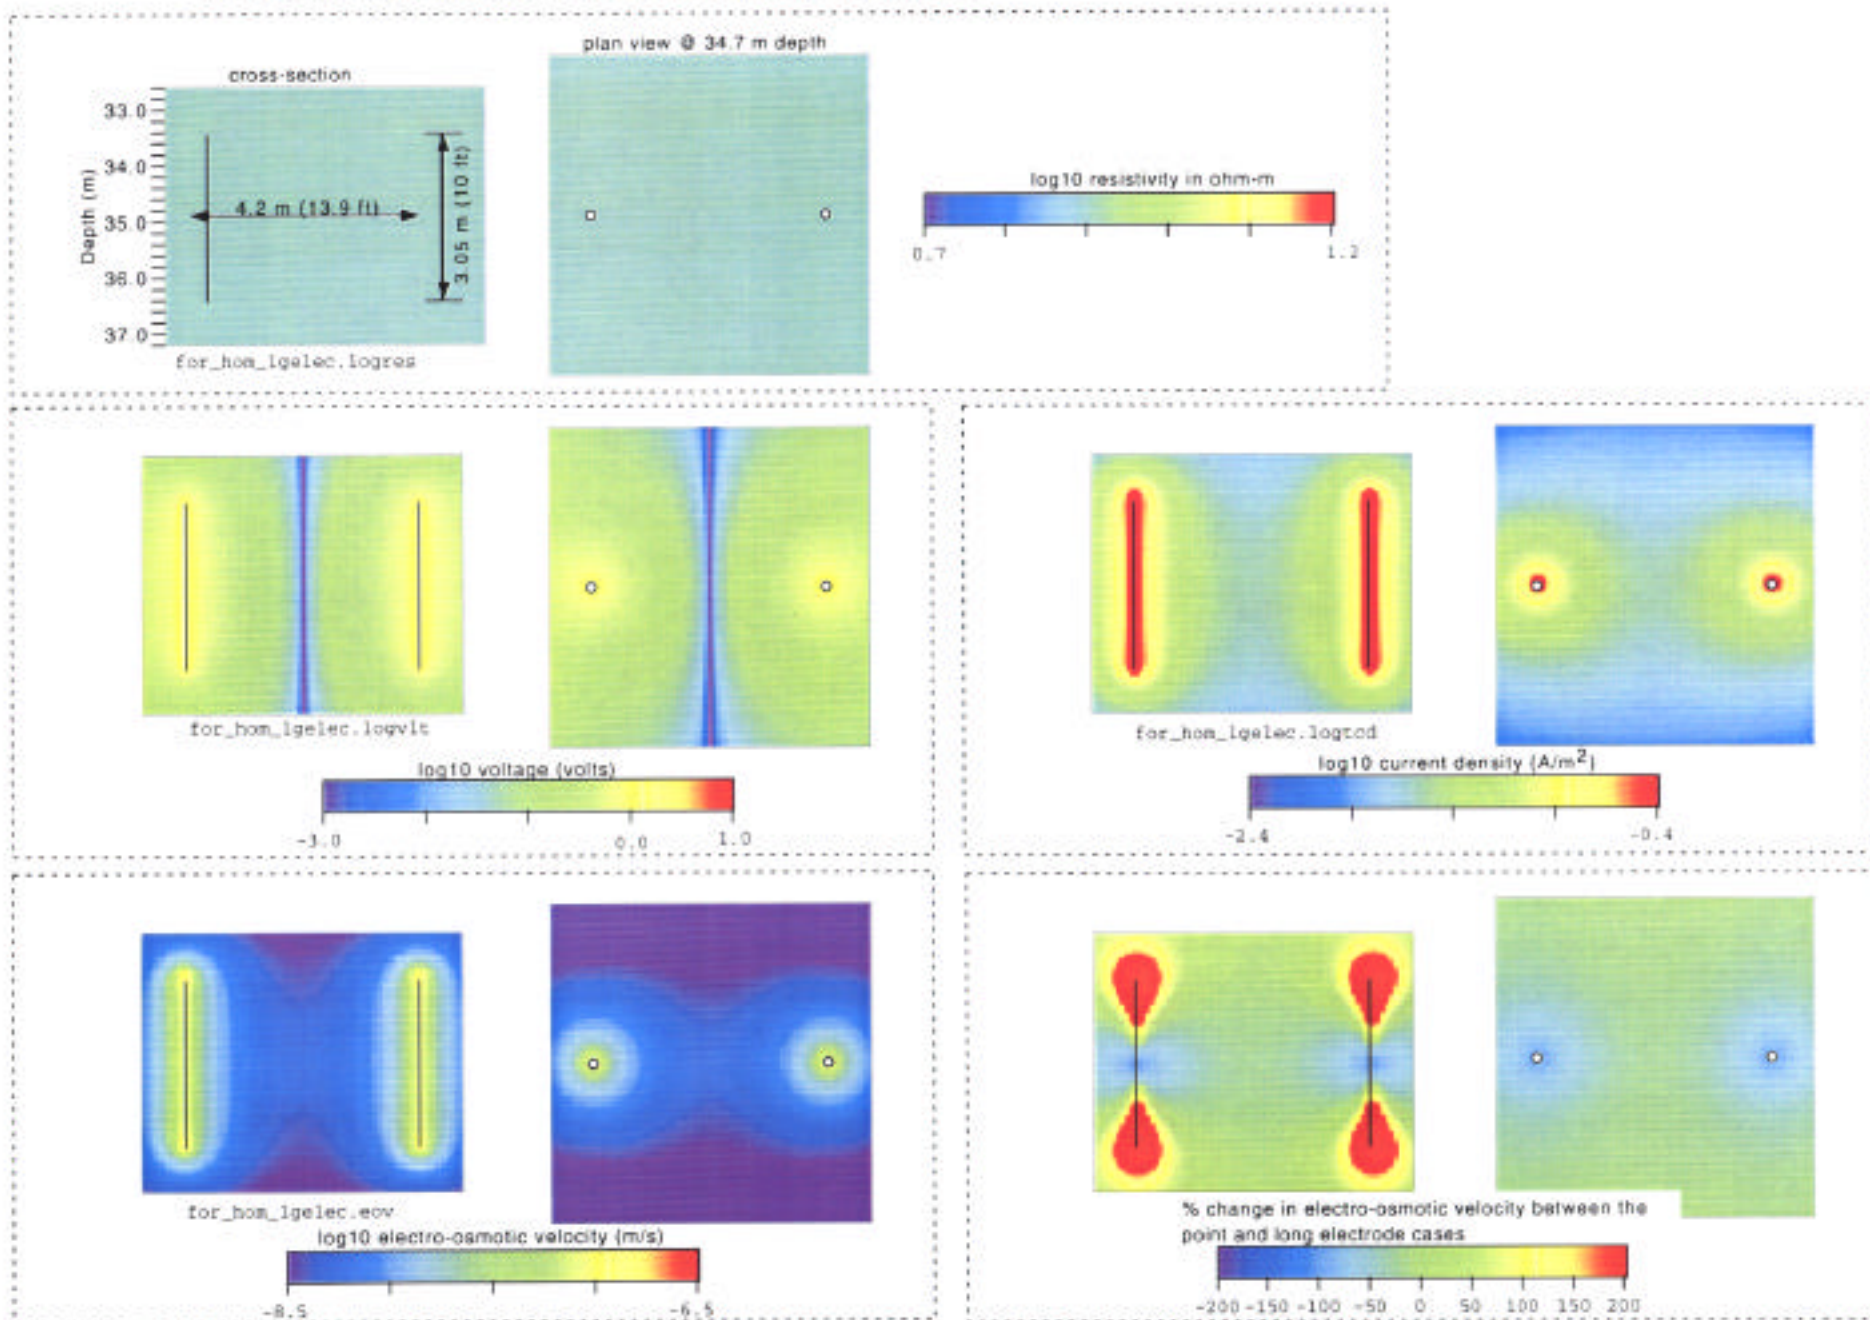 plan view @ 34.7 m depth
cross-section
33.0
34.0
35.0
36.0
37.0
Depth (m)
4.2 m (13.9 ft)
3.05 m (10 ft)
for_hom_lgelec.logres
log10 resistivity in ohm-m
0.7
1.2
for_hom_lgelec.logvlt
log10 voltage (volts)
-3.0
0.0
1.0
for_hom_lgelec.logtcd
log10 current density (A/m²)
-2.4
-0.4
for_hom_lgelec.eov
log10 electro-osmotic velocity (m/s)
-8.5
-6.5
% change in electro-osmotic velocity between the
point and long electrode cases
-200 -150 -100 -50 0 50 100 150 200